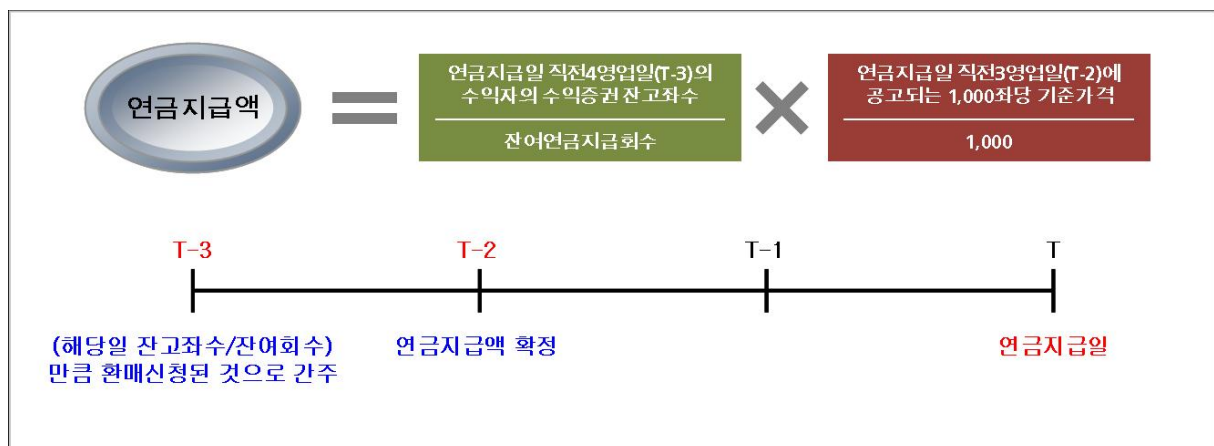 연금지급액
=
연금지급일 직전4영업일(T-3)의
수익자의 수익증권 잔고좌수
잔여연금지급회수
×
연금지급일 직전3영업일(T-2)에
공고되는 1,000좌당 기준가격
1,000
T-3
T-2
T-1
T
(해당일 잔고좌수/잔여회수)
만큼 환매신청된 것으로 간주
연금지급액 확정
연금지급일